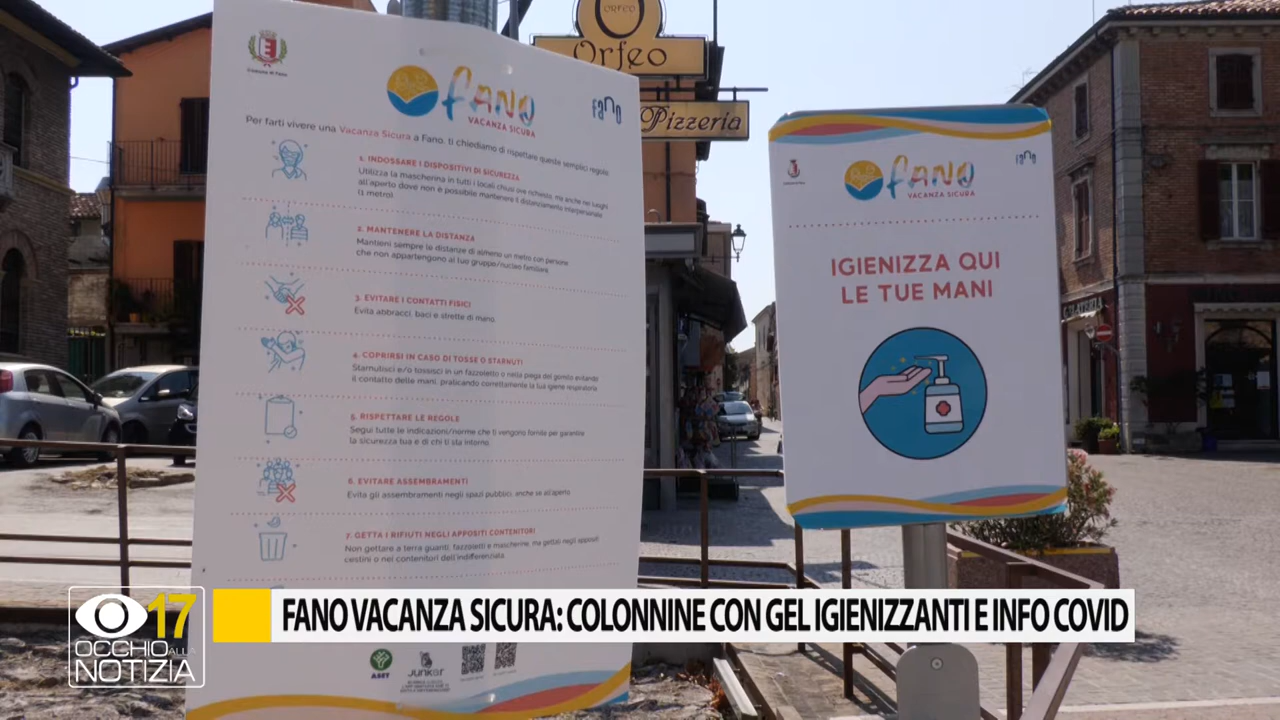 ORFEO
Orfeo
Pizzeria
Comune di Fano
fano
VACANZA SICURA
fano
Per farti vivere una Vacanza Sicura a Fano, ti chiediamo di rispettare queste semplici regole
1. INDOSSARE I DISPOSITIVI DI SICUREZZA
Utilizza la mascherina in tutti i locali chiusi ove richiesto, ma anche nei luoghi
all'aperto dove non è possibile mantenere il distanziamento interpersonale
(1 metro)
2. MANTENERE LA DISTANZA
Mantieni sempre le distanze di almeno un metro con persone
che non appartengono al tuo gruppo/nucleo familiare
3. EVITARE I CONTATTI FISICI
Evita abbracci, baci e strette di mano.
4. COPRIRSI IN CASO DI TOSSE O STARNUTI
Starnutisci e/o tossisci in un fazzoletto o nella piega del gomito evitando
il contatto delle mani, praticando correttamente la tua igiene respiratoria
5. RISPETTARE LE REGOLE
Segui tutte le indicazioni/norme che ti vengono fornite per garantire
la sicurezza tua e di chi ti sta intorno.
6. EVITARE ASSEMBRAMENTI
Evita gli assembramenti negli spazi pubblici, anche se all'aperto
7. GETTA I RIFIUTI NEGLI APPOSITI CONTENITORI
Non gettare a terra guanti, fazzoletti e mascherine, ma gettali negli appositi
cestini o nei contenitori dell'indifferenziata.
ASET
junker
fano
VACANZA SICURA
fano
IGIENIZZA QUI
LE TUE MANI
GELATERIA
17
OCCHIO ALLA
NOTIZIA
FANO VACANZA SICURA: COLONNINE CON GEL IGIENIZZANTI E INFO COVID